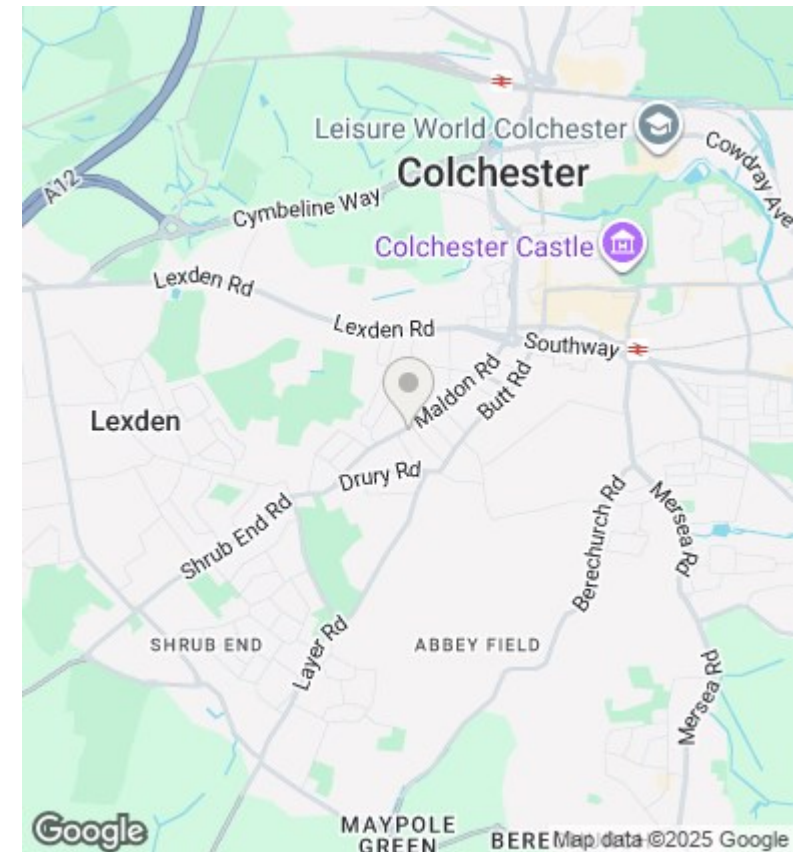 Leisure World Colchester
Cowdray Ave
Colchester
A12
Cymbeline Way
Colchester Castle
Lexden Rd
Lexden Rd
Southway
Maldon Rd
Butt Rd
Lexden
Drury Rd
Shrub End Rd
Berechurch Rd
Mersea Rd
SHRUB END
Layer Rd
ABBEY FIELD
Mersea Rd
Google
MAYPOLE
GREEN
BERE
Map data ©2025 Google